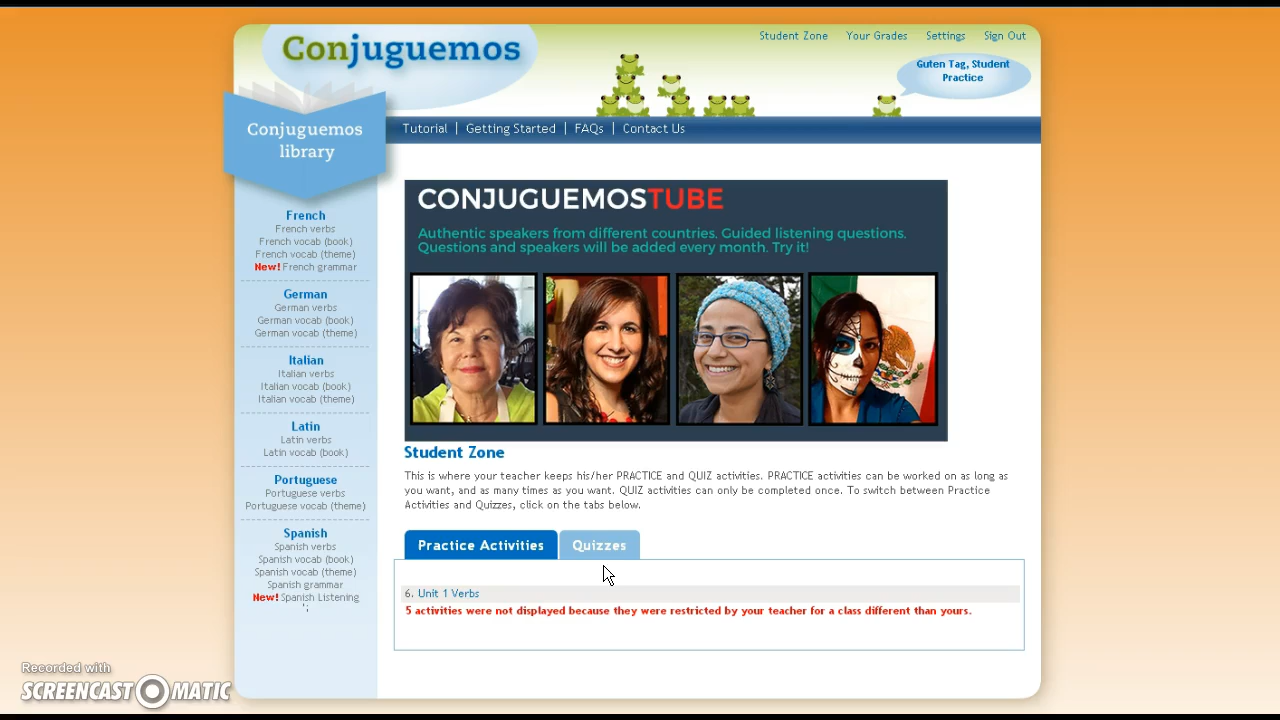 Conjuguemos
Student Zone
Your Grades
Settings
Sign Out
Guten Tag, Student
Practice
Conjuguemos
library
Tutorial | Getting Started | FAQs | Contact Us
French
French verbs
French vocab (book)
French vocab (theme)
New! French grammar
German
German verbs
German vocab (book)
German vocab (theme)
Italian
Italian verbs
Italian vocab (book)
Italian vocab (theme)
Latin
Latin verbs
Latin vocab (book)
Portuguese
Portuguese verbs
Portuguese vocab (theme)
Spanish
Spanish verbs
Spanish vocab (book)
Spanish vocab (theme)
Spanish grammar
New! Spanish Listening
CONJUGUEMOSTUBE
Authentic speakers from different countries. Guided listening questions.
Questions and speakers will be added every month. Try it!
Student Zone
This is where your teacher keeps his/her PRACTICE and QUIZ activities. PRACTICE activities can be worked on as long as
you want, and as many times as you want. QUIZ activities can only be completed once. To switch between Practice
Activities and Quizzes, click on the tabs below.
Practice Activities
Quizzes
6. Unit 1 Verbs
5 activities were not displayed because they were restricted by your teacher for a class different than yours.
Recorded with
SCREENCAST-O-MATIC